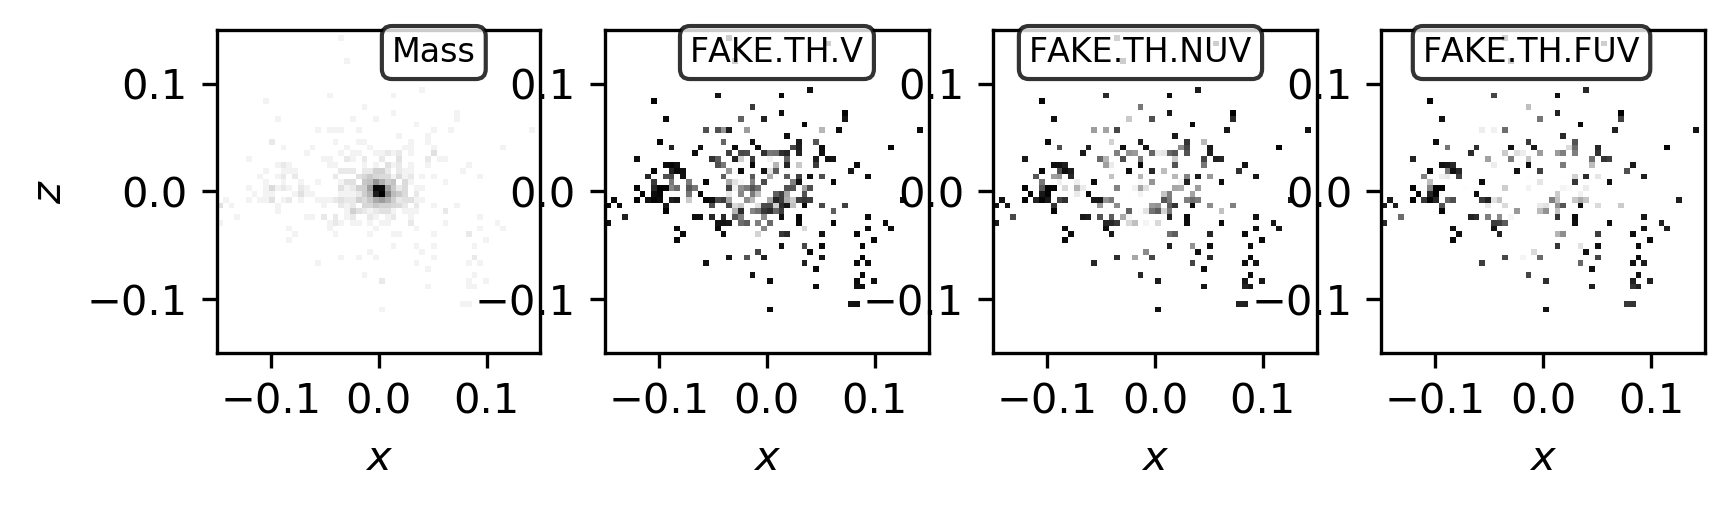 Mass
FAKE.TH.V
FAKE.TH.NUV
FAKE.TH.FUV
0.1 0.1 0.1 0.1
z
0.0 0.0 0.0 0.0
−0.1 −0.1 −0.1 −0.1
−0.1 0.0 0.1 −0.1 0.0 0.1 −0.1 0.0 0.1 −0.1 0.0 0.1
x x x x